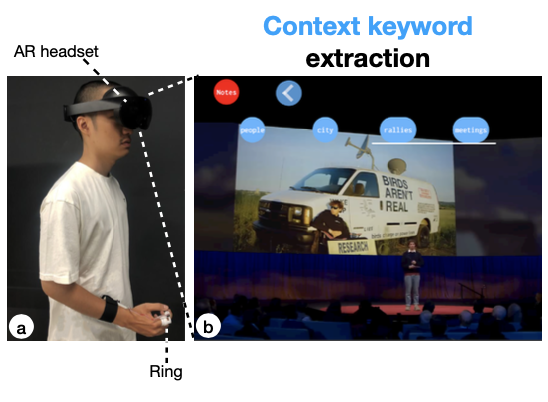 Context keyword
extraction
AR headset
Notes
people
city
rallies
meetings
BIRDS
AREN'T
REAL
RESEARCH
a
b
Ring